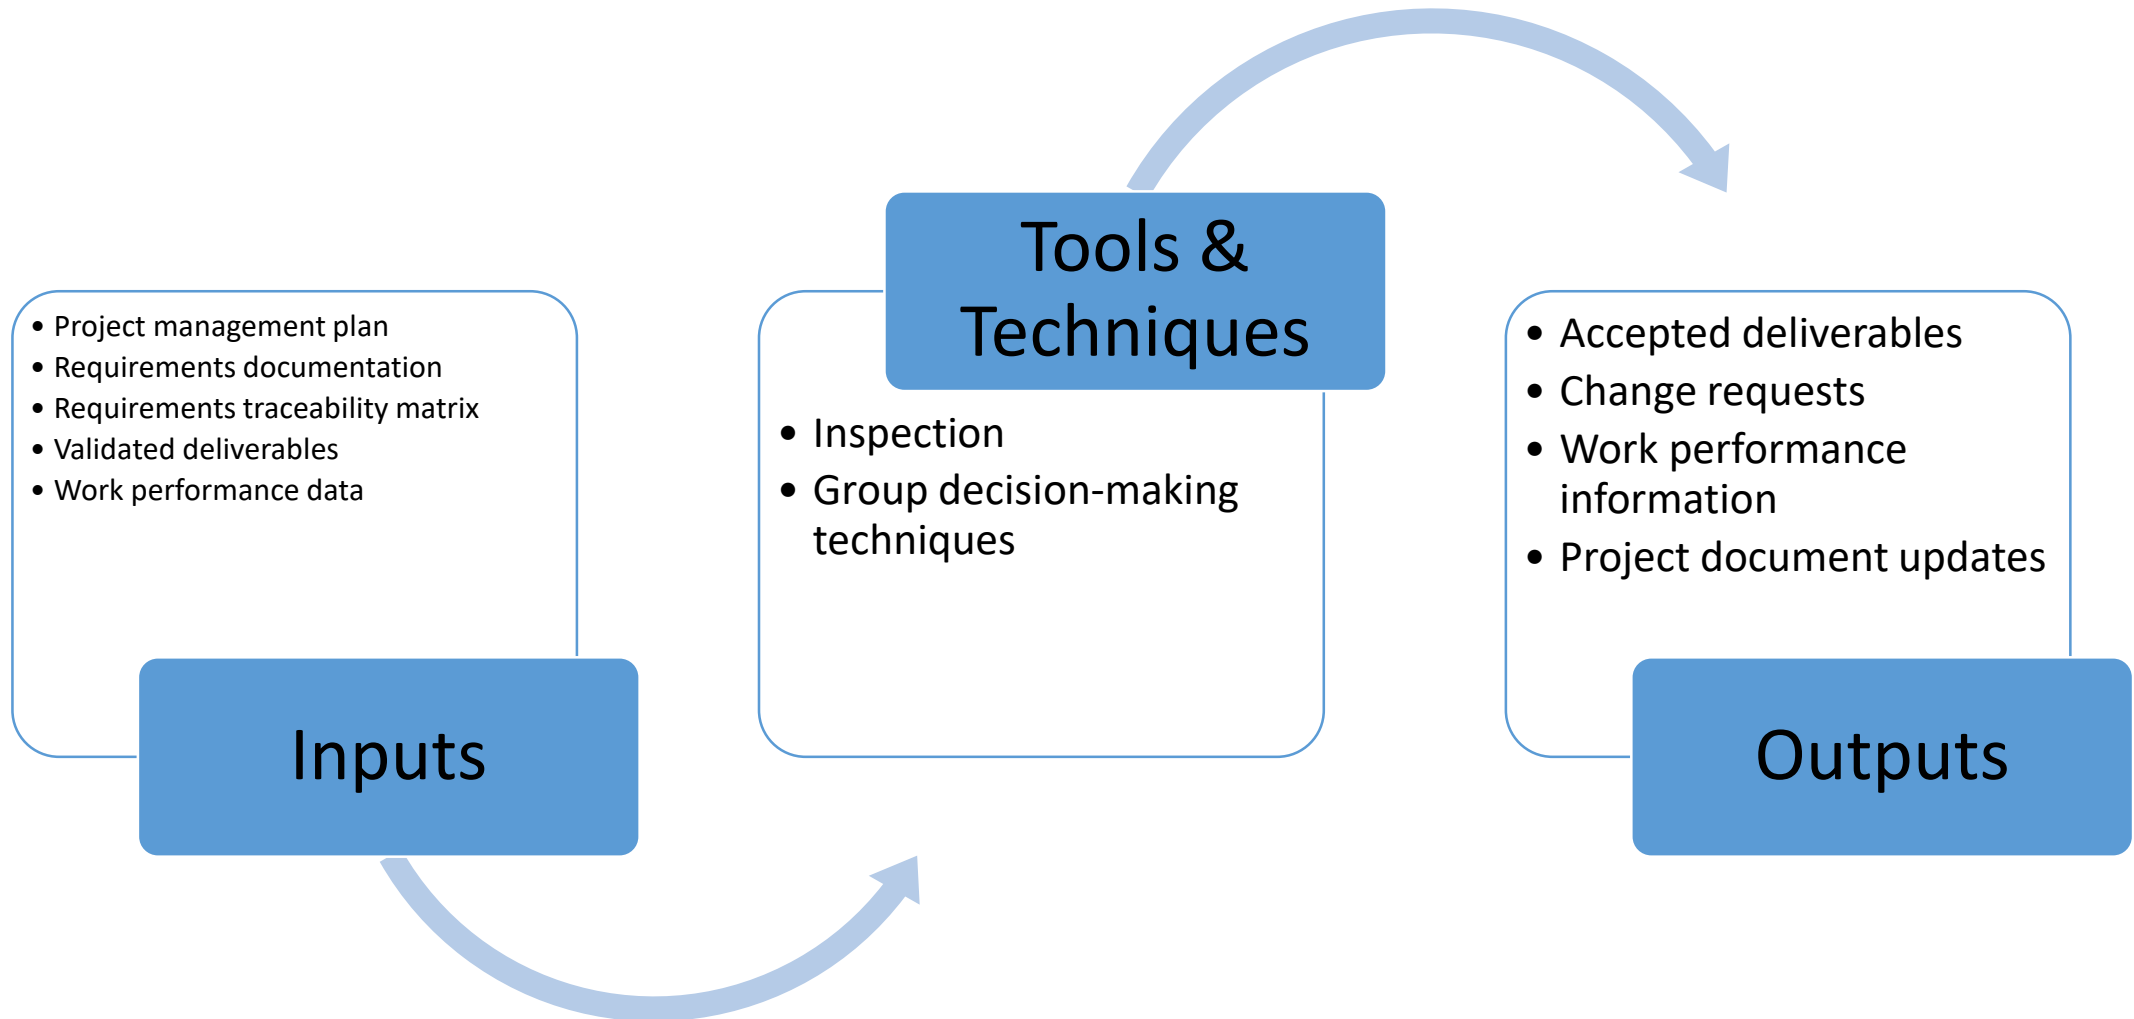 • Project management plan
• Requirements documentation
• Requirements traceability matrix
• Validated deliverables
• Work performance data
Inputs
Tools &
Techniques
• Inspection
• Group decision-making
techniques
• Accepted deliverables
• Change requests
• Work performance
information
• Project document updates
Outputs